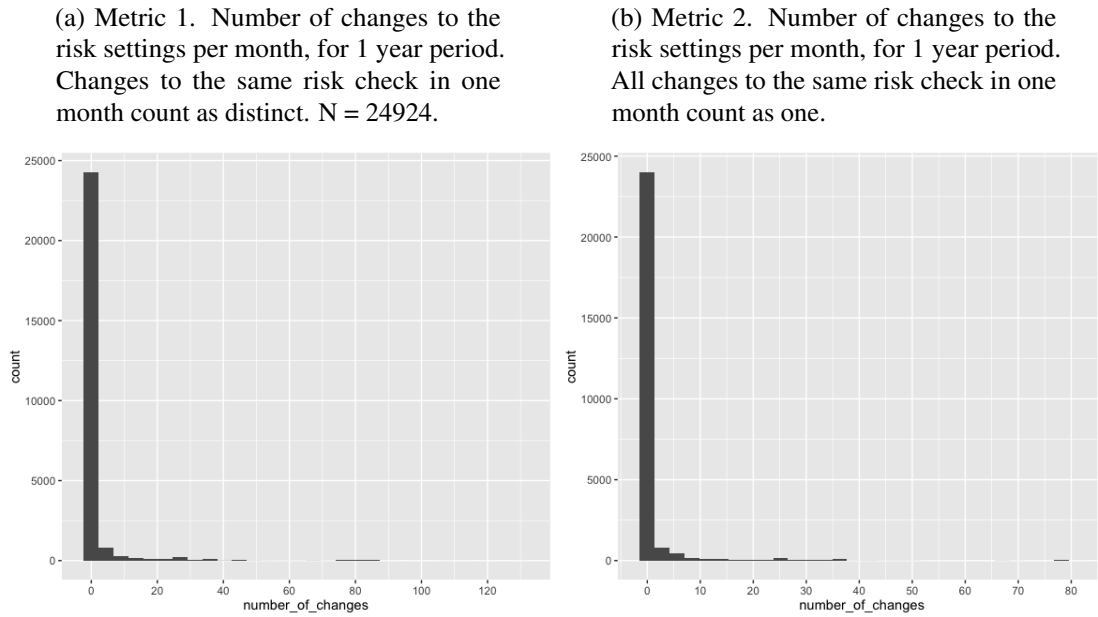 (a) Metric 1. Number of changes to the
risk settings per month, for 1 year period.
Changes to the same risk check in one
month count as distinct. N = 24924.
(b) Metric 2. Number of changes to the
risk settings per month, for 1 year period.
All changes to the same risk check in one
month count as one.
25000
20000
15000
10000
5000
0
count
0 20 40 60 80 100 120
number_of_changes
25000
20000
15000
10000
5000
0
count
0 10 20 30 40 50 60 70 80
number_of_changes